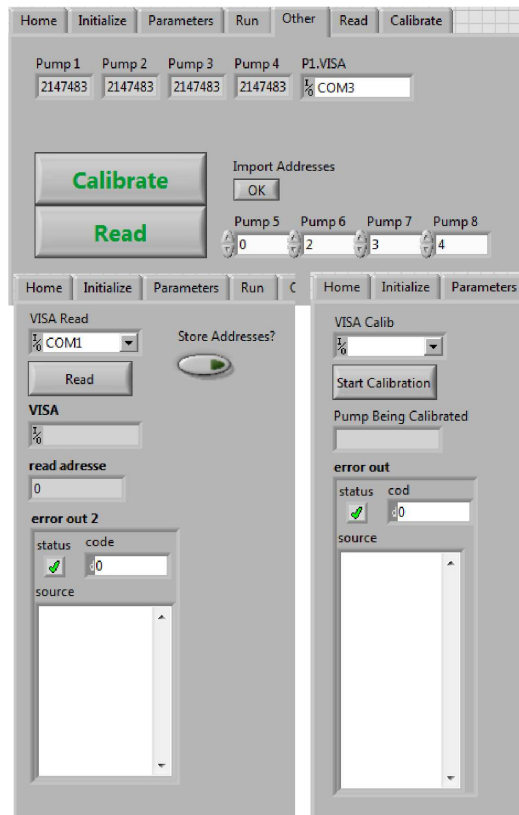 Home Initialize Parameters Run Other Read Calibrate
Pump 1 Pump 2 Pump 3 Pump 4 P1.VISA
2147483 2147483 2147483 2147483 COM3
Calibrate
Import Addresses
OK
Read
Pump 5 Pump 6 Pump 7 Pump 8
0 2 3 4
Home Initialize Parameters Run
VISA Read
Store Addresses?
COM1
Read
VISA
read adresse
0
error out 2
status code
0
source
Home Initialize Parameters
VISA Calib
Start Calibration
Pump Being Calibrated
error out
status cod
0
source